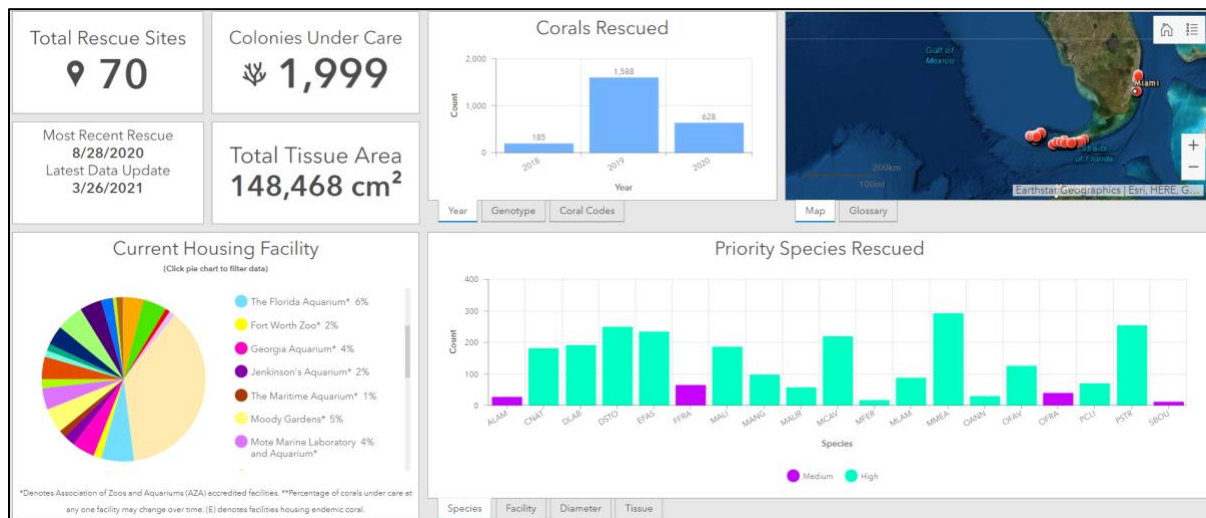 Total Rescue Sites
70
Colonies Under Care
1,999
Most Recent Rescue
8/28/2020
Latest Data Update
3/26/2021
Total Tissue Area
148,468 cm²
Corals Rescued
2,000
1,000
0
Count
185
1,588
628
2018
2019
2020
Year
Year
Genotype
Coral Codes
Gulf of
Mexico
Miami
Straits
of Florida
200km
100mi
+
−
Earthstar Geographics | Esri, HERE, G...
Map
Glossary
Current Housing Facility
(Click pie chart to filter data)
The Florida Aquarium* 6%
Fort Worth Zoo* 2%
Georgia Aquarium* 4%
Jenkinson's Aquarium* 2%
The Maritime Aquarium* 1%
Moody Gardens* 5%
Mote Marine Laboratory 4%
and Aquarium*
*Denotes Association of Zoos and Aquariums (AZA) accredited facilities. **Percentage of corals under care at
any one facility may change over time. (E) denotes facilities housing endemic coral.
Priority Species Rescued
400
300
200
100
0
Count
ALAM
CNAT
DLAB
DSTO
EFAS
FFRA
MALI
MANG
MAUR
MCAV
MFER
MLAM
MMEA
OANN
OFAV
OFRA
PCLI
PSTR
SBOU
Species
Medium
High
Species
Facility
Diameter
Tissue